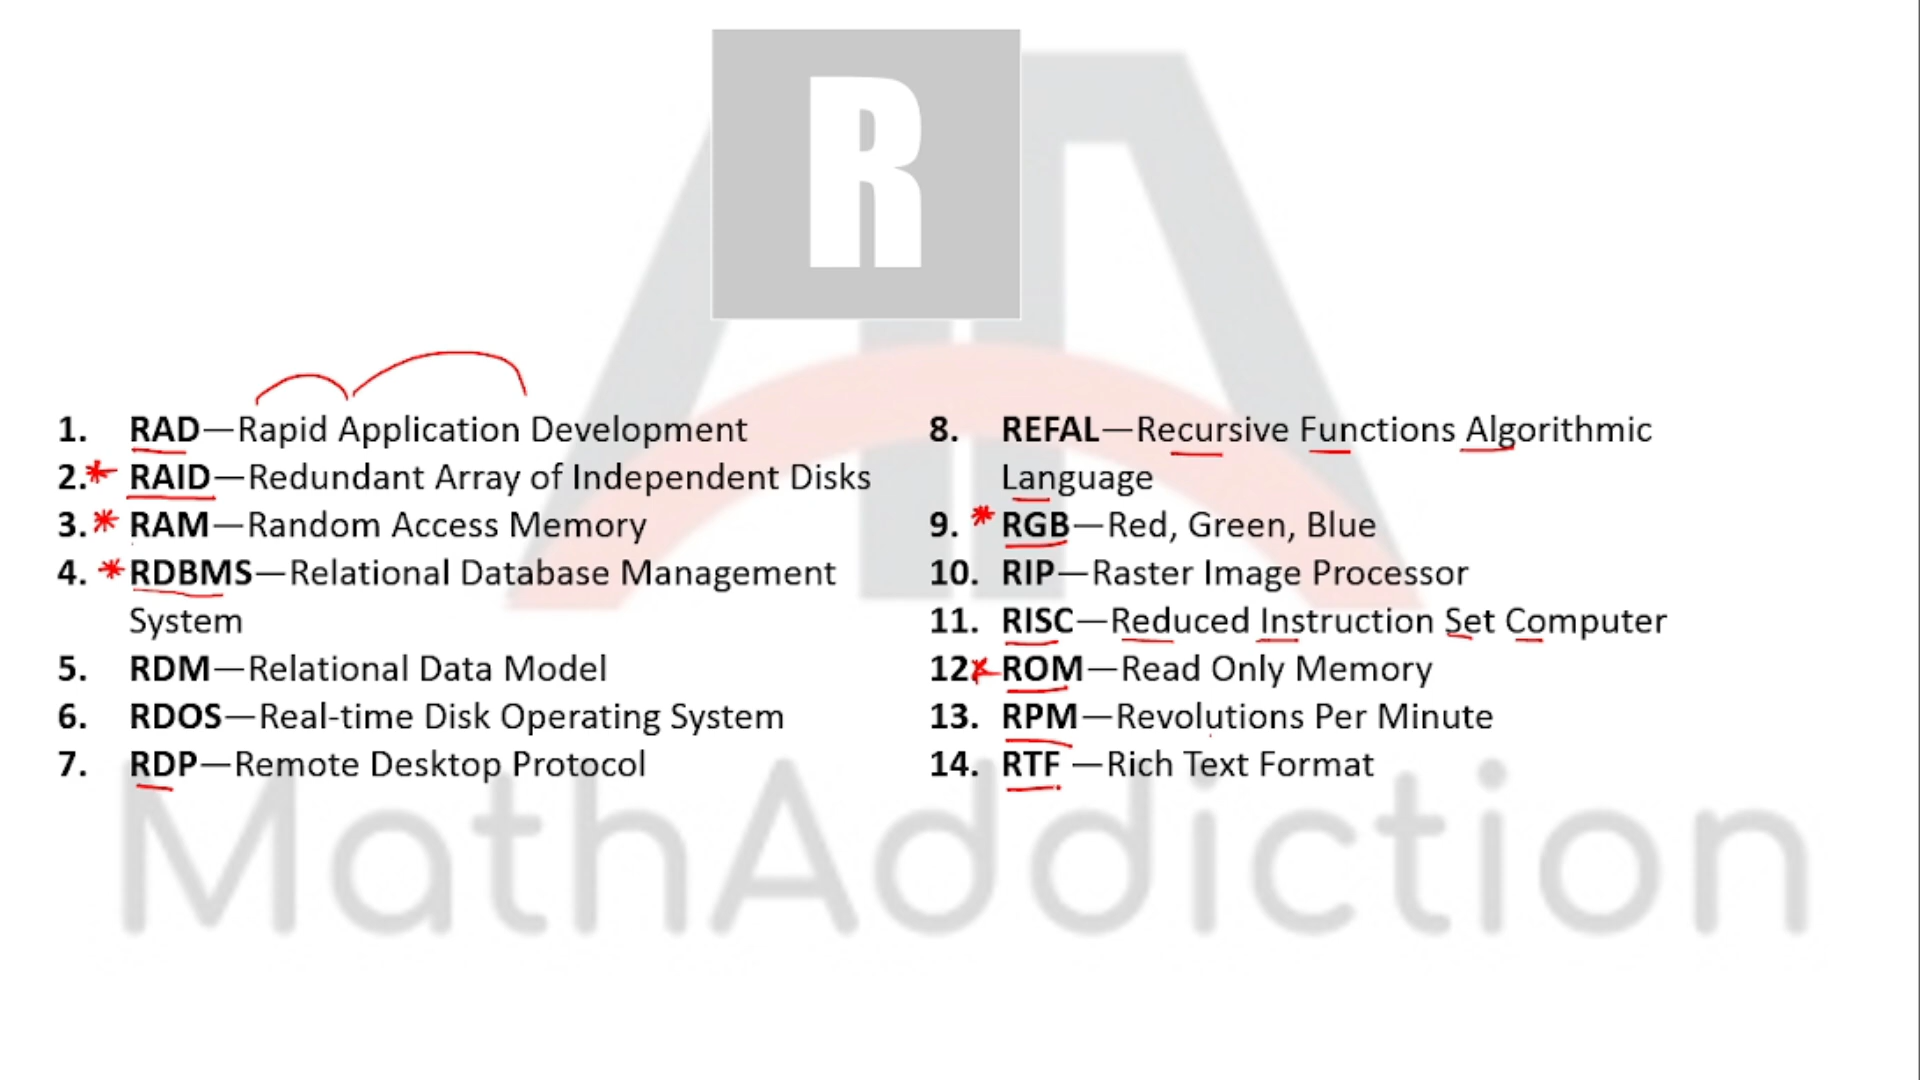 R
1. RAD—Rapid Application Development
2. RAID—Redundant Array of Independent Disks
3. RAM—Random Access Memory
4. RDBMS—Relational Database Management
System
5. RDM—Relational Data Model
6. RDOS—Real-time Disk Operating System
7. RDP—Remote Desktop Protocol
8. REFAL—Recursive Functions Algorithmic
Language
9. RGB—Red, Green, Blue
10. RIP—Raster Image Processor
11. RISC—Reduced Instruction Set Computer
12. ROM—Read Only Memory
13. RPM—Revolutions Per Minute
14. RTF —Rich Text Format
MathAddiction